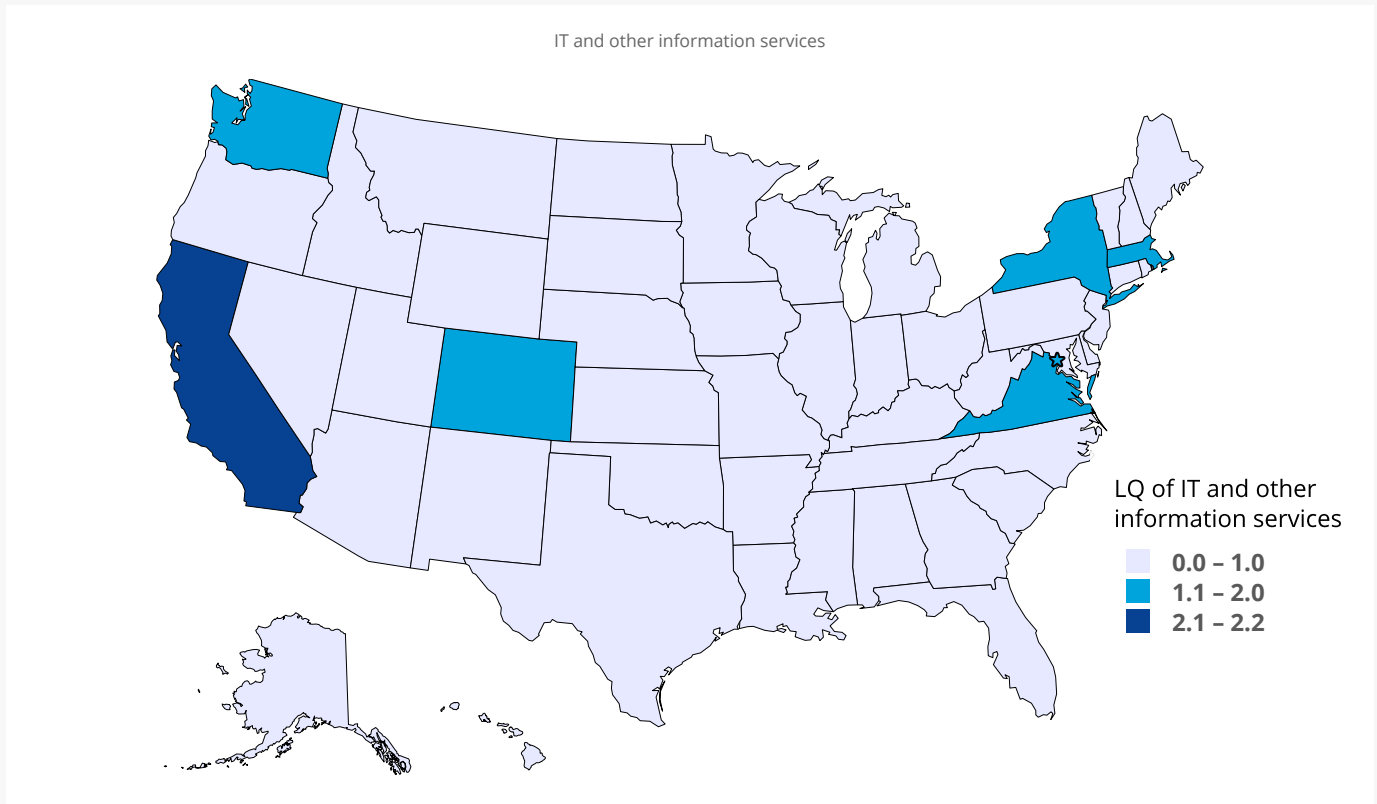 IT and other information services
LQ of IT and other
information services
0.0 – 1.0
1.1 – 2.0
2.1 – 2.2